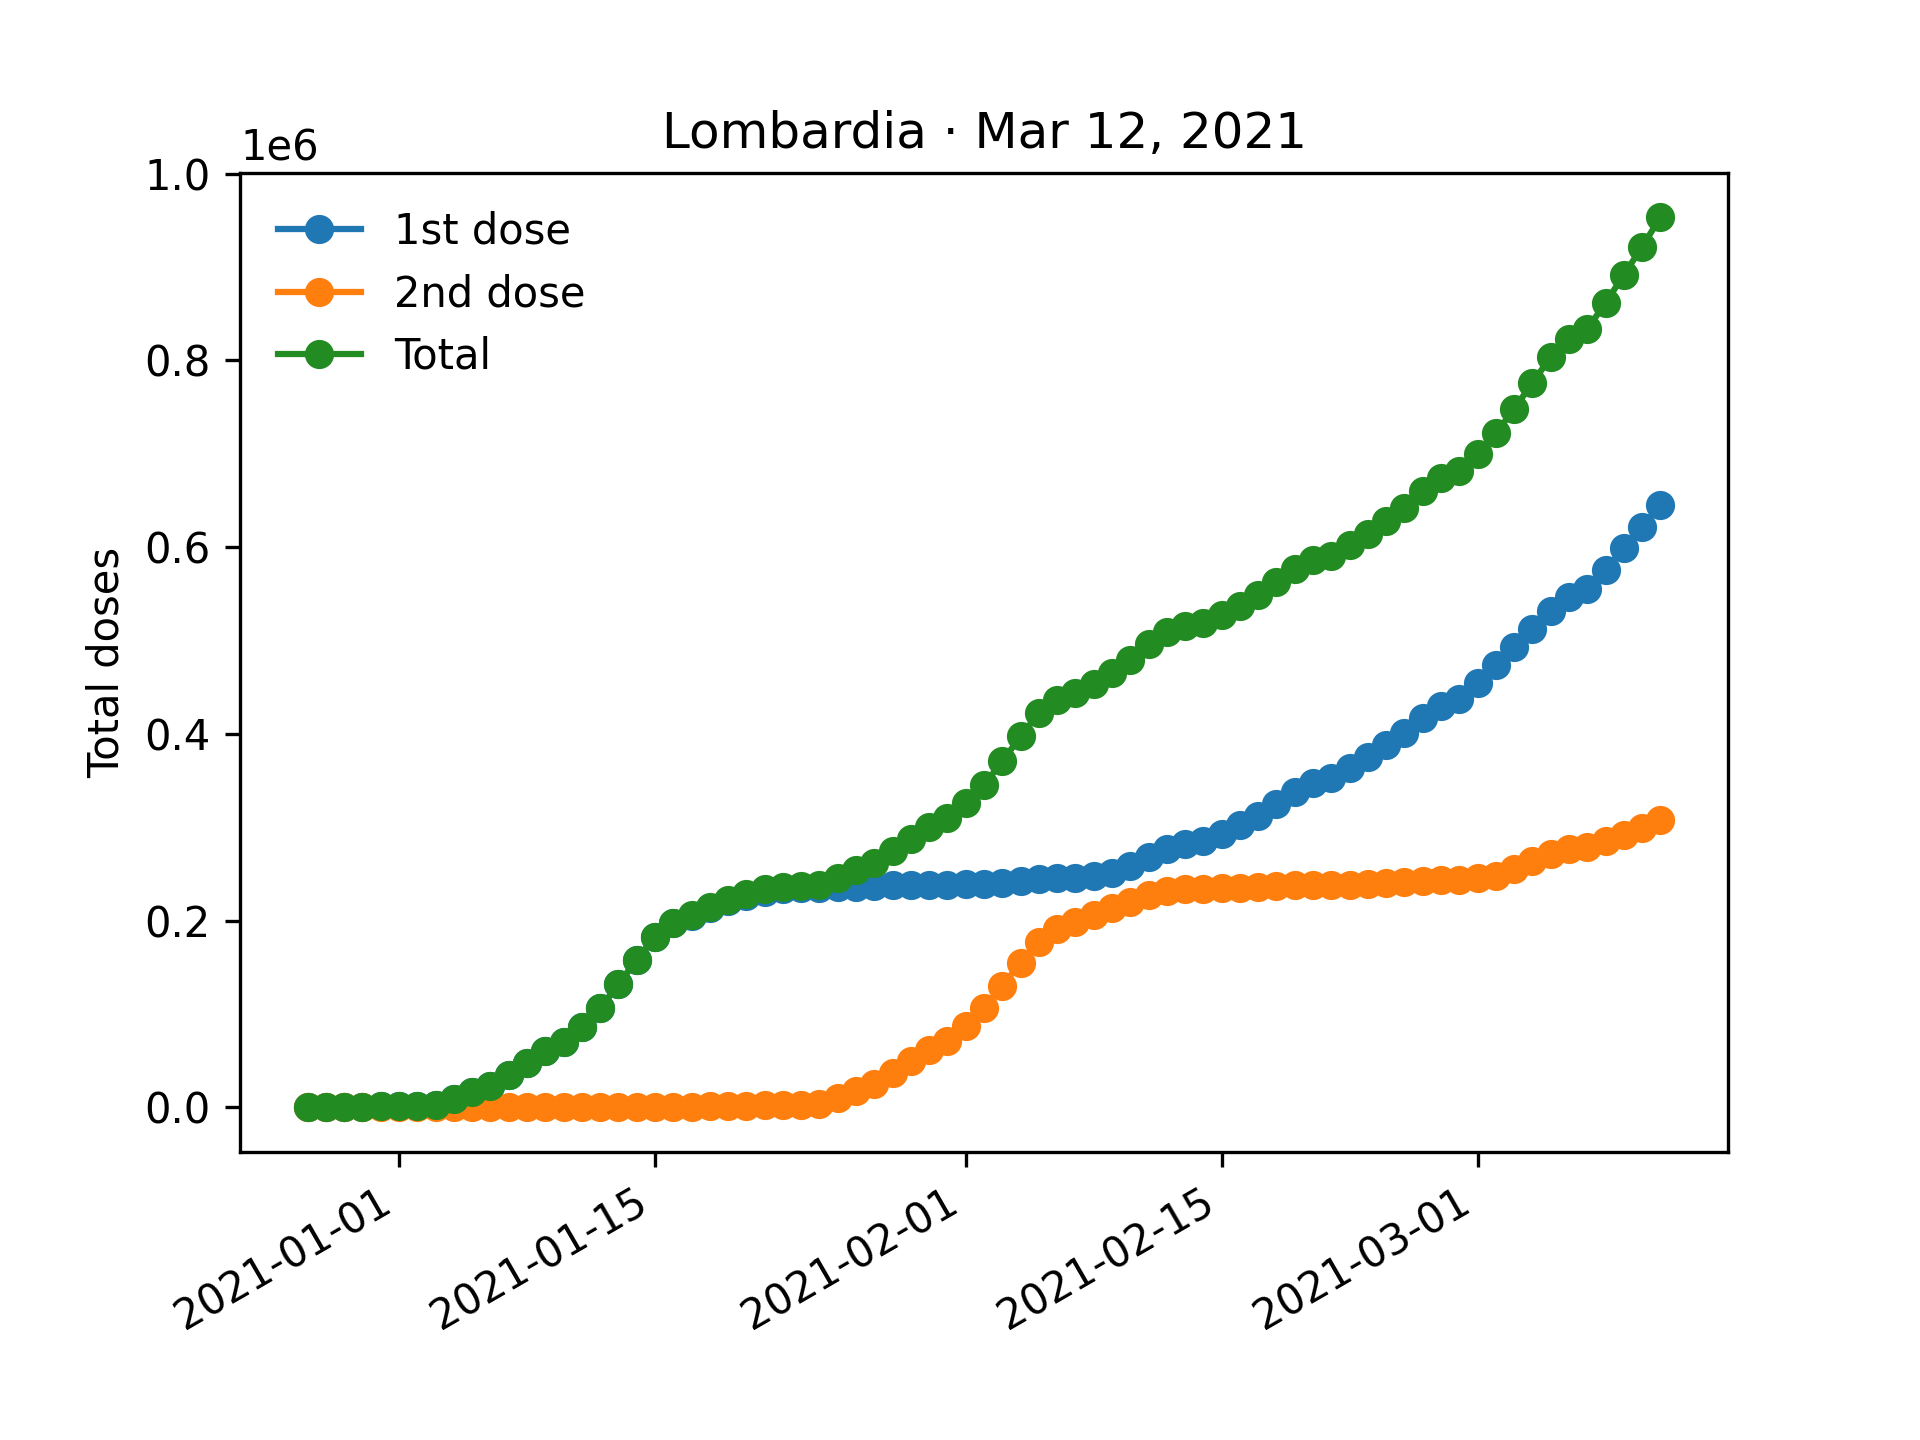 Lombardia · Mar 12, 2021
1e6
1.0
0.8
0.6
0.4
0.2
0.0
Total doses
1st dose
2nd dose
Total
2021-01-01
2021-01-15
2021-02-01
2021-02-15
2021-03-01